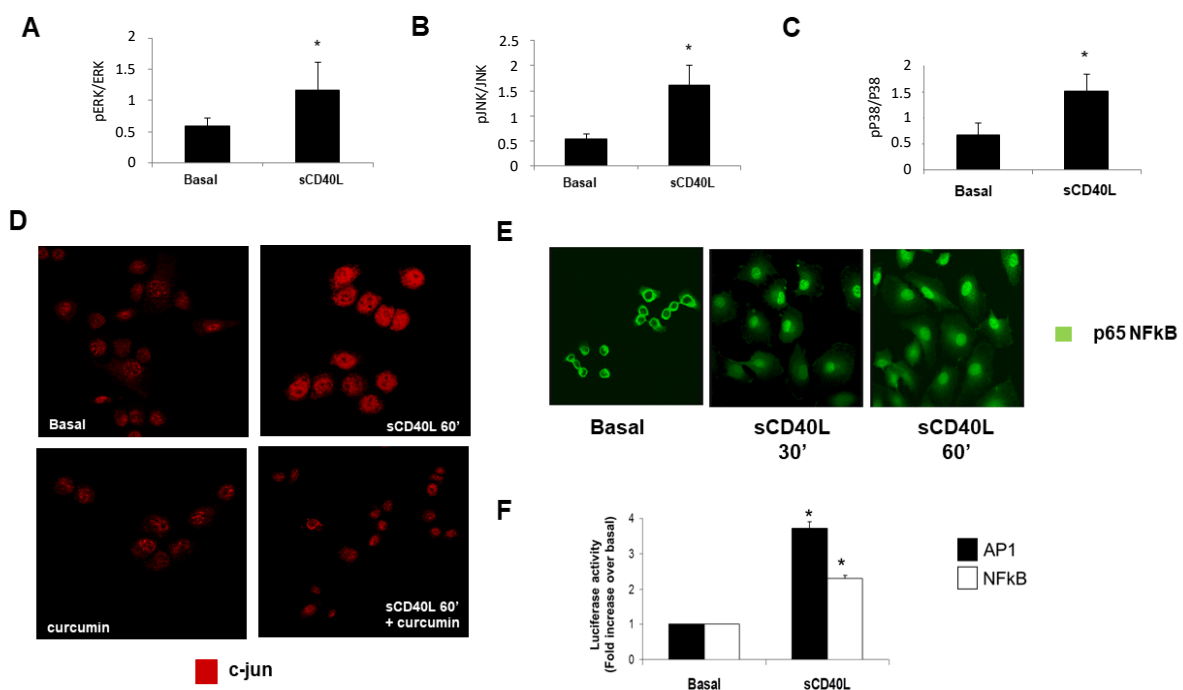 A
pERK/ERK
2
1.5
1
0.5
0
*
Basal
sCD40L
B
pJNK/JNK
2.5
2
1.5
1
0.5
0
*
Basal
sCD40L
C
pP38/P38
2
1.5
1
0.5
0
*
Basal
sCD40L
D
Basal
sCD40L 60’
curcumin
sCD40L 60’
+ curcumin
c-jun
E
Basal
sCD40L
30’
sCD40L
60’
p65 NFkB
F
Luciferase activity
(Fold increase over basal)
4
3
2
1
0
*
*
Basal
sCD40L
AP1
NFkB